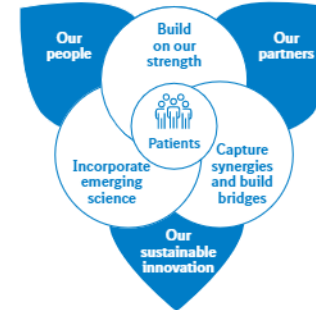 Our
people
Build
on our
strength
Our
partners
Patients
Incorporate
emerging
science
Capture
synergies
and build
bridges
Our
sustainable
innovation